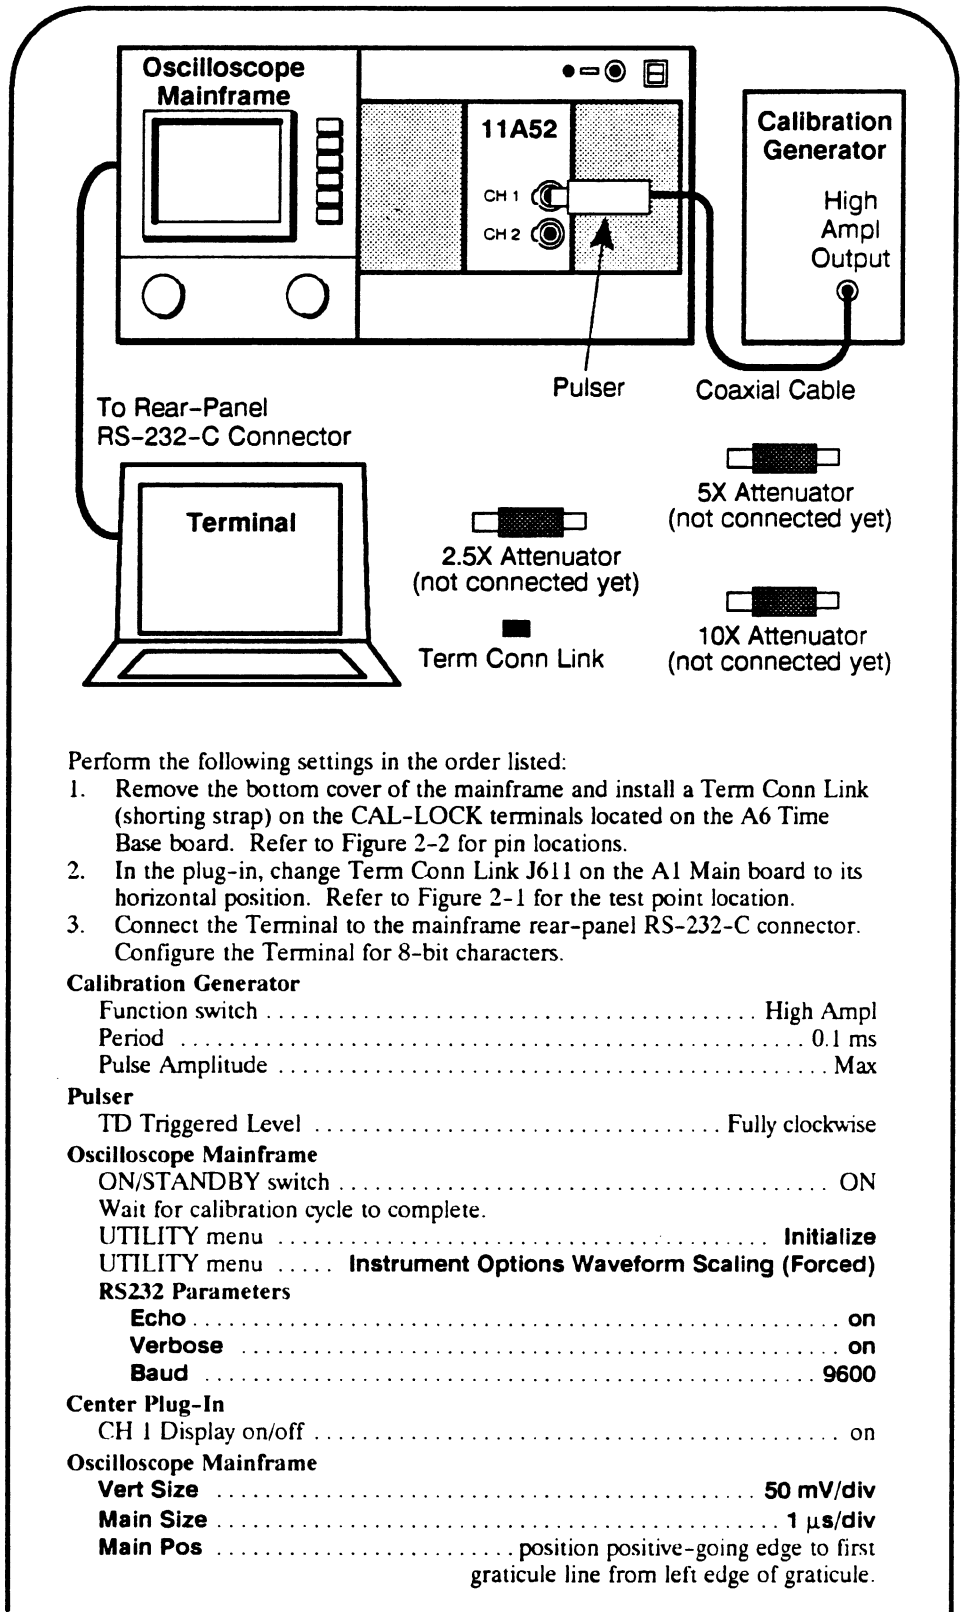 Oscilloscope
Mainframe
11A52
CH 1
CH 2
Calibration
Generator
High
Ampl
Output
Pulser
Coaxial Cable
To Rear-Panel
RS-232-C Connector
Terminal
5X Attenuator
(not connected yet)
2.5X Attenuator
(not connected yet)
10X Attenuator
(not connected yet)
Term Conn Link
Perform the following settings in the order listed:
1. Remove the bottom cover of the mainframe and install a Term Conn Link
(shorting strap) on the CAL-LOCK terminals located on the A6 Time
Base board. Refer to Figure 2-2 for pin locations.
2. In the plug-in, change Term Conn Link J611 on the A1 Main board to its
horizontal position. Refer to Figure 2-1 for the test point location.
3. Connect the Terminal to the mainframe rear-panel RS-232-C connector.
Configure the Terminal for 8-bit characters.
Calibration Generator
Function switch . . . . . . . . . . High Ampl
Period . . . . . . . . . . 0.1 ms
Pulse Amplitude . . . . . . . . . . Max
Pulser
TD Triggered Level . . . . . . . . . . Fully clockwise
Oscilloscope Mainframe
ON/STANDBY switch . . . . . . . . . . ON
Wait for calibration cycle to complete.
UTILITY menu . . . . . . . . . . Initialize
UTILITY menu . . . . . Instrument Options Waveform Scaling (Forced)
RS232 Parameters
Echo . . . . . . . . . . on
Verbose . . . . . . . . . . on
Baud . . . . . . . . . . 9600
Center Plug-In
CH 1 Display on/off . . . . . . . . . . on
Oscilloscope Mainframe
Vert Size . . . . . . . . . . 50 mV/div
Main Size . . . . . . . . . . 1 µs/div
Main Pos . . . . . . . . . . position positive-going edge to first
graticule line from left edge of graticule.